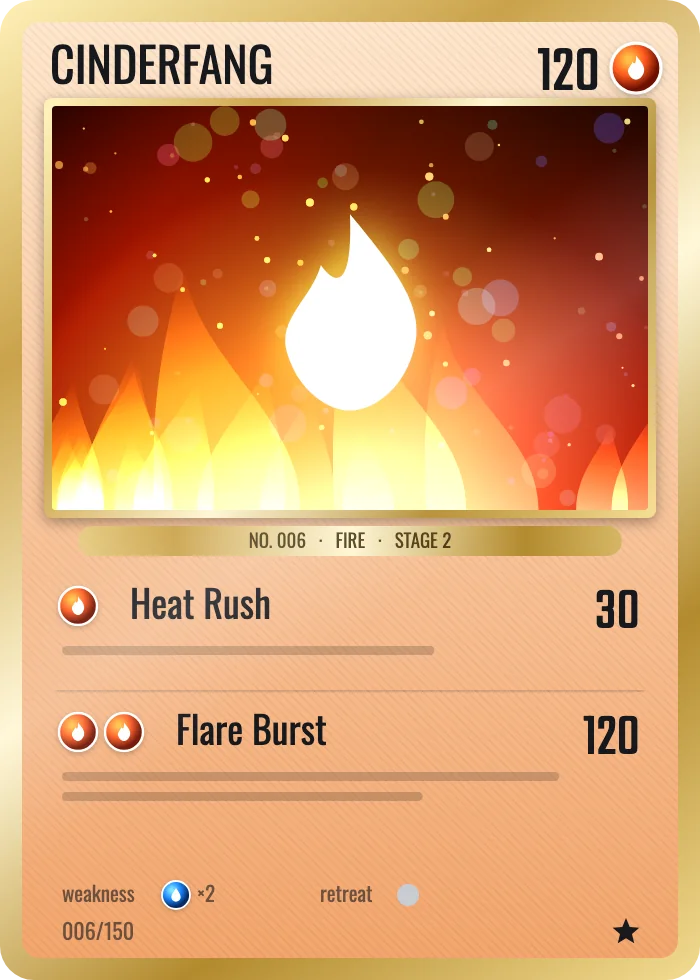 CINDERFANG 120
NO. 006 · FIRE · STAGE 2
Heat Rush 30
Flare Burst 120
weakness ×2 retreat
006/150